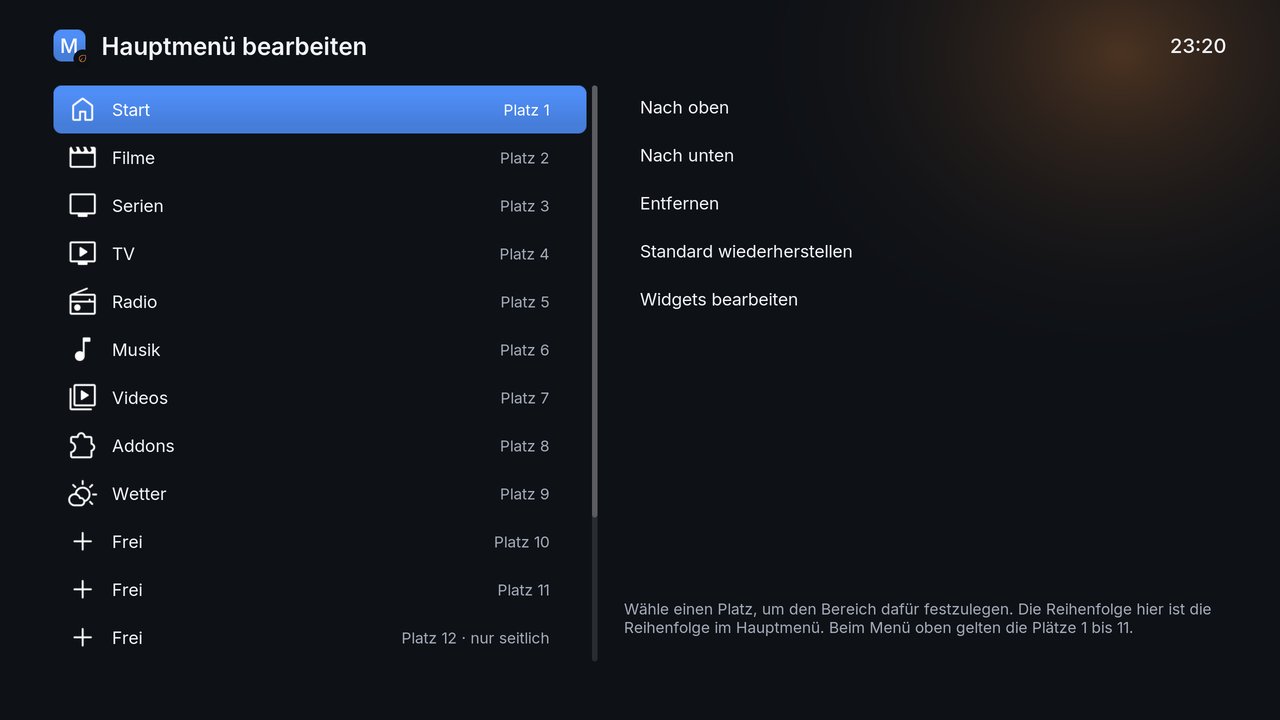 M
Hauptmenü bearbeiten
23:20
Start Platz 1
Filme Platz 2
Serien Platz 3
TV Platz 4
Radio Platz 5
Musik Platz 6
Videos Platz 7
Addons Platz 8
Wetter Platz 9
Frei Platz 10
Frei Platz 11
Frei Platz 12 · nur seitlich
Nach oben
Nach unten
Entfernen
Standard wiederherstellen
Widgets bearbeiten
Wähle einen Platz, um den Bereich dafür festzulegen. Die Reihenfolge hier ist die
Reihenfolge im Hauptmenü. Beim Menü oben gelten die Plätze 1 bis 11.